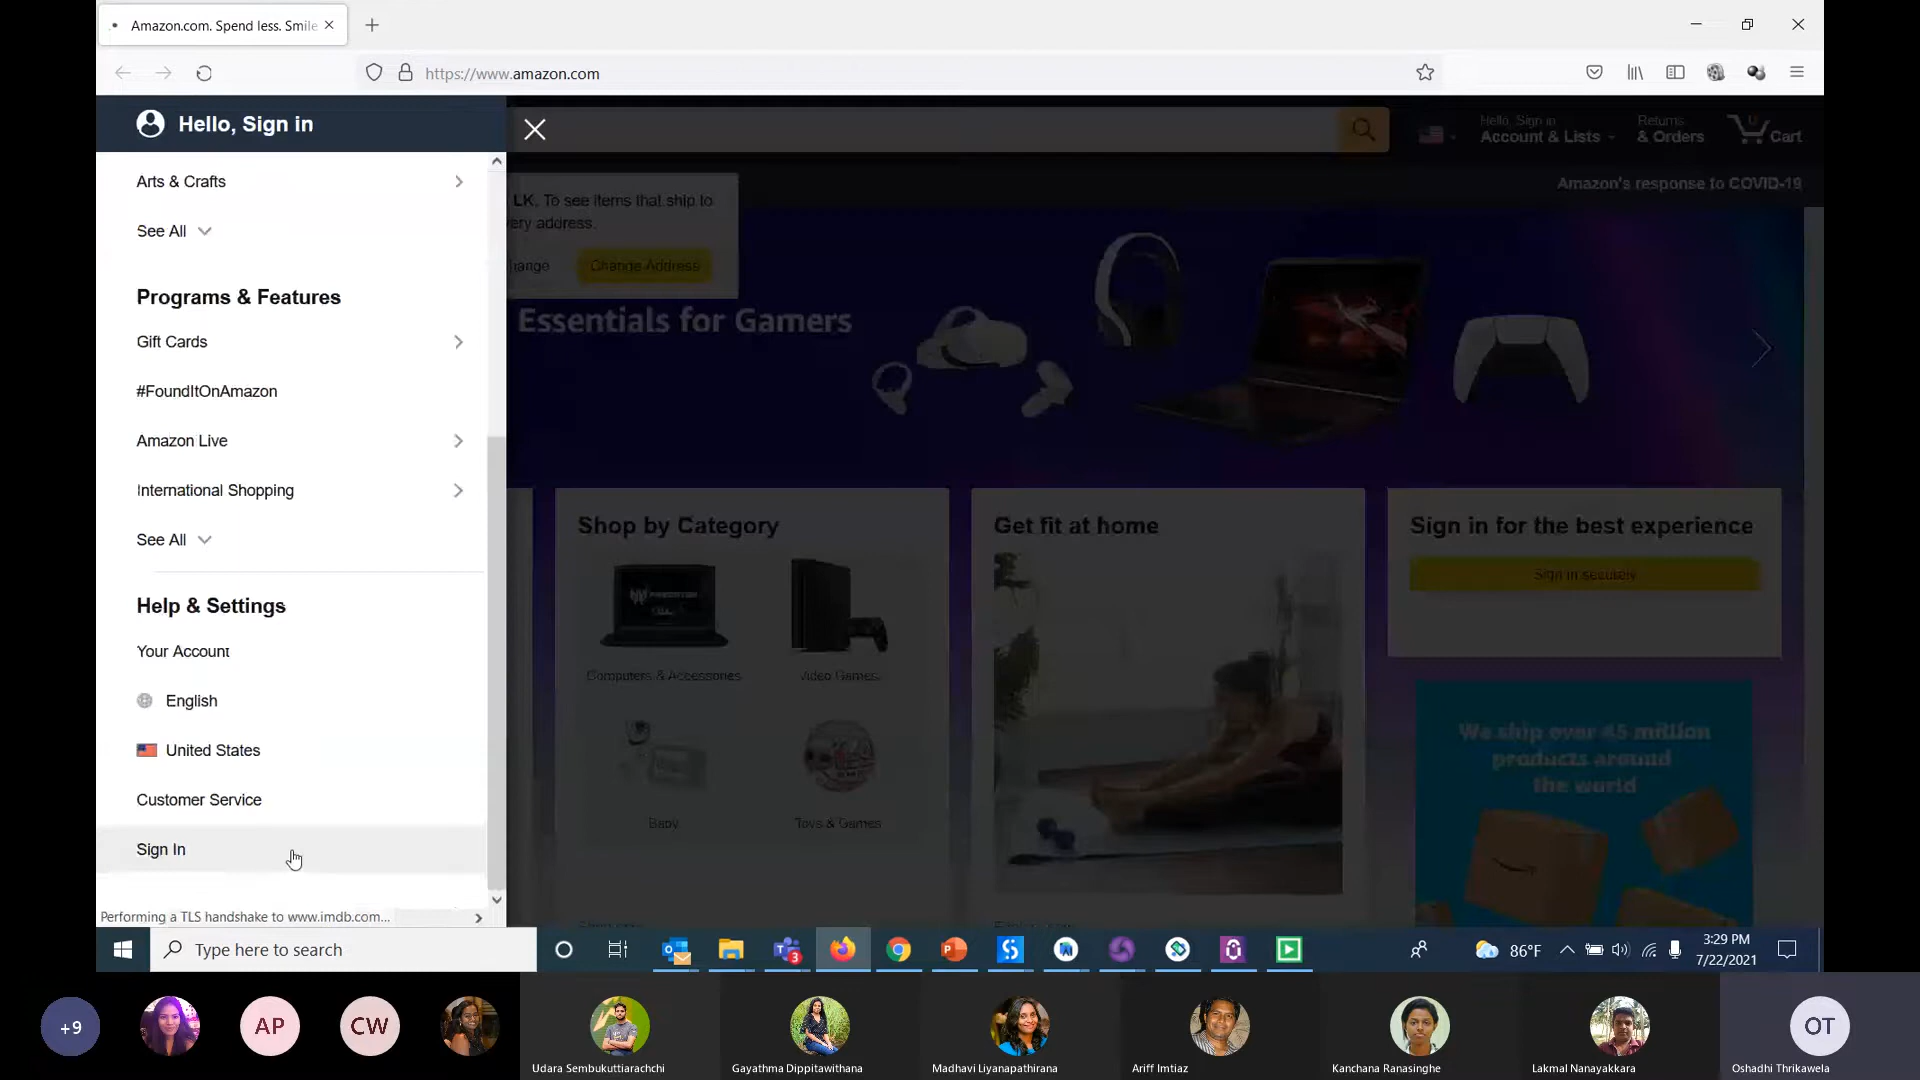 Amazon.com. Spend less. Smile
https://www.amazon.com
Hello, Sign in
Hello, Sign in
Account & Lists
Returns
& Orders
0
Cart
Amazon's response to COVID-19
Arts & Crafts
See All
LK. To see items that ship to
ery address.
hange
Change Address
Programs & Features
Gift Cards
#FoundItOnAmazon
Amazon Live
International Shopping
See All
Essentials for Gamers
Help & Settings
Your Account
English
United States
Customer Service
Sign In
Shop by Category
PREDATOR
Computers & Accessories
Video Games
Baby
Toys & Games
Get fit at home
Sign in for the best experience
Sign in securely
We ship over 45 million
products around
the world
Performing a TLS handshake to www.imdb.com...
Type here to search
3
86°F
3:29 PM
7/22/2021
+9
AP
CW
OT
Udara Sembukuttiarachchi
Gayathma Dippitawithana
Madhavi Liyanapathirana
Ariff Imtiaz
Kanchana Ranasinghe
Lakmal Nanayakkara
Oshadhi Thrikawela